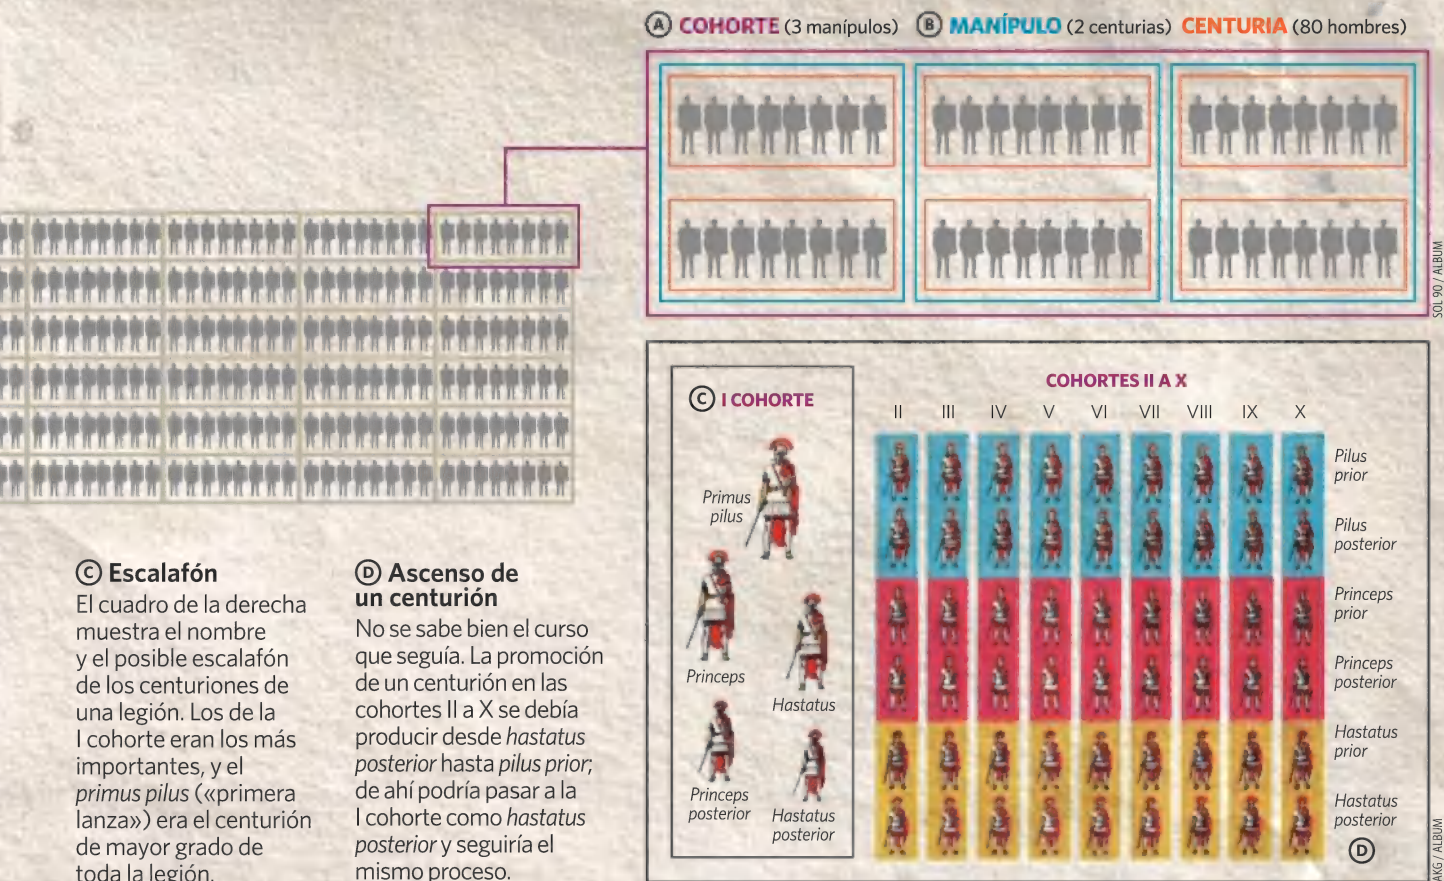 Ⓐ COHORTE (3 manípulos) Ⓑ MANÍPULO (2 centurias) CENTURIA (80 hombres)
SOL 90 / ALBUM
Ⓒ Escalafón
El cuadro de la derecha
muestra el nombre
y el posible escalafón
de los centuriones de
una legión. Los de la
I cohorte eran los más
importantes, y el
primus pilus («primera
lanza») era el centurión
de mayor grado de
toda la legión.
Ⓓ Ascenso de
un centurión
No se sabe bien el curso
que seguía. La promoción
de un centurión en las
cohortes II a X se debía
producir desde hastatus
posterior hasta pilus prior;
de ahí podría pasar a la
I cohorte como hastatus
posterior y seguiría el
mismo proceso.
Ⓒ I COHORTE
Primus
pilus
Princeps
Hastatus
Princeps
posterior
Hastatus
posterior
COHORTES II A X
II III IV V VI VII VIII IX X
Pilus
prior
Pilus
posterior
Princeps
prior
Princeps
posterior
Hastatus
prior
Hastatus
posterior
Ⓓ
AKG / ALBUM